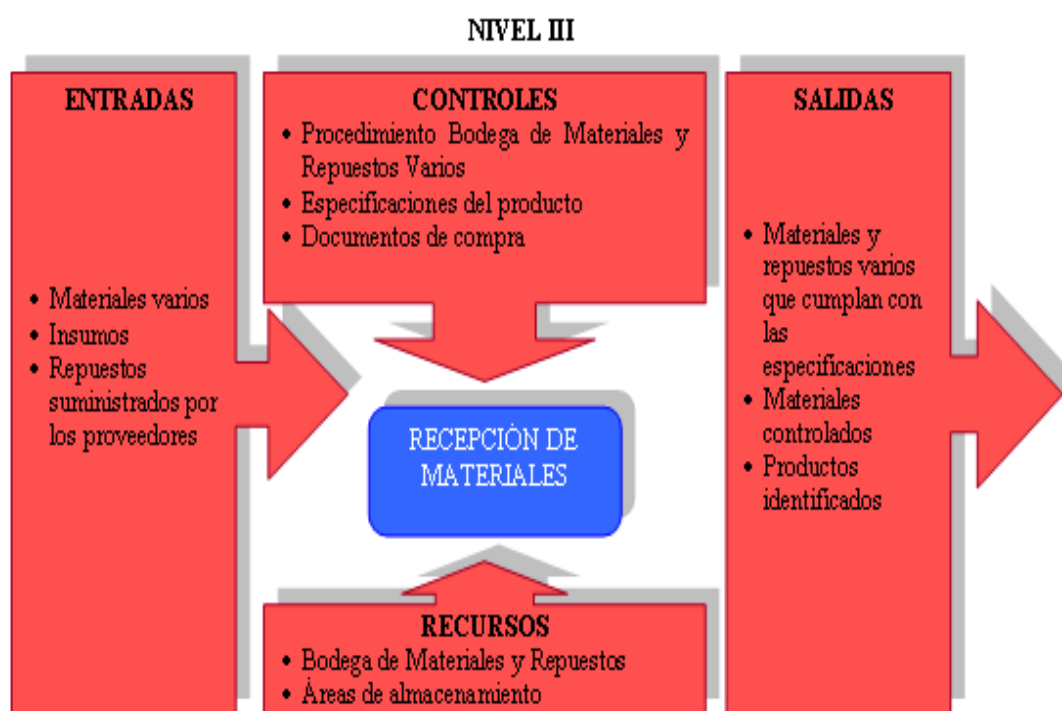 NIVEL III
ENTRADAS
• Materiales varios
• Insumos
• Repuestos
suministrados por
los proveedores
CONTROLES
• Procedimiento Bodega de Materiales y
Repuestos Varios
• Especificaciones del producto
• Documentos de compra
RECEPCIÓN DE
MATERIALES
RECURSOS
• Bodega de Materiales y Repuestos
• Áreas de almacenamiento
SALIDAS
• Materiales y
repuestos varios
que cumplan con
las
especificaciones
• Materiales
controlados
• Productos
identificados